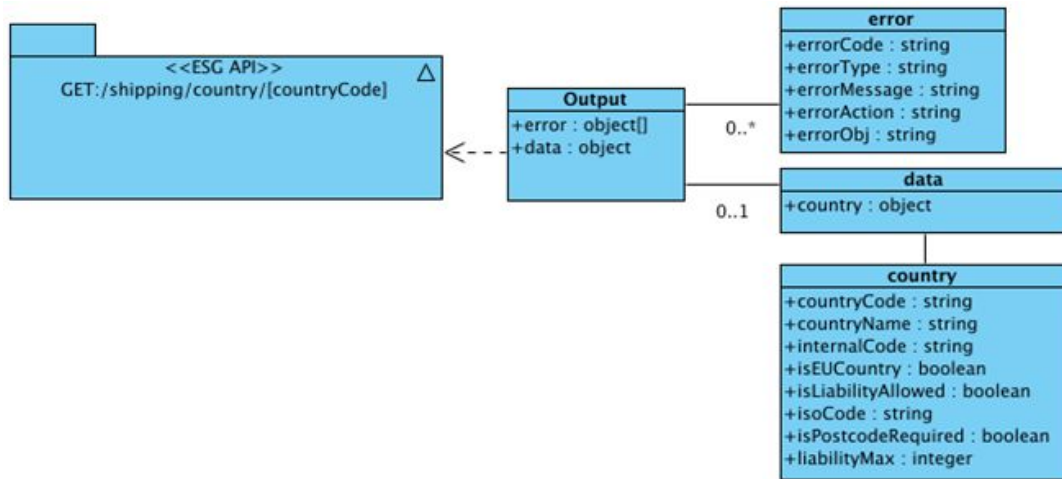 <<ESG API>>
GET:/shipping/country/[countryCode]
Output
+error : object[]
+data : object
0..*
0..1
error
+errorCode : string
+errorType : string
+errorMessage : string
+errorAction : string
+errorObj : string
data
+country : object
country
+countryCode : string
+countryName : string
+internalCode : string
+isEUCountry : boolean
+isLiabilityAllowed : boolean
+isoCode : string
+isPostcodeRequired : boolean
+liabilityMax : integer